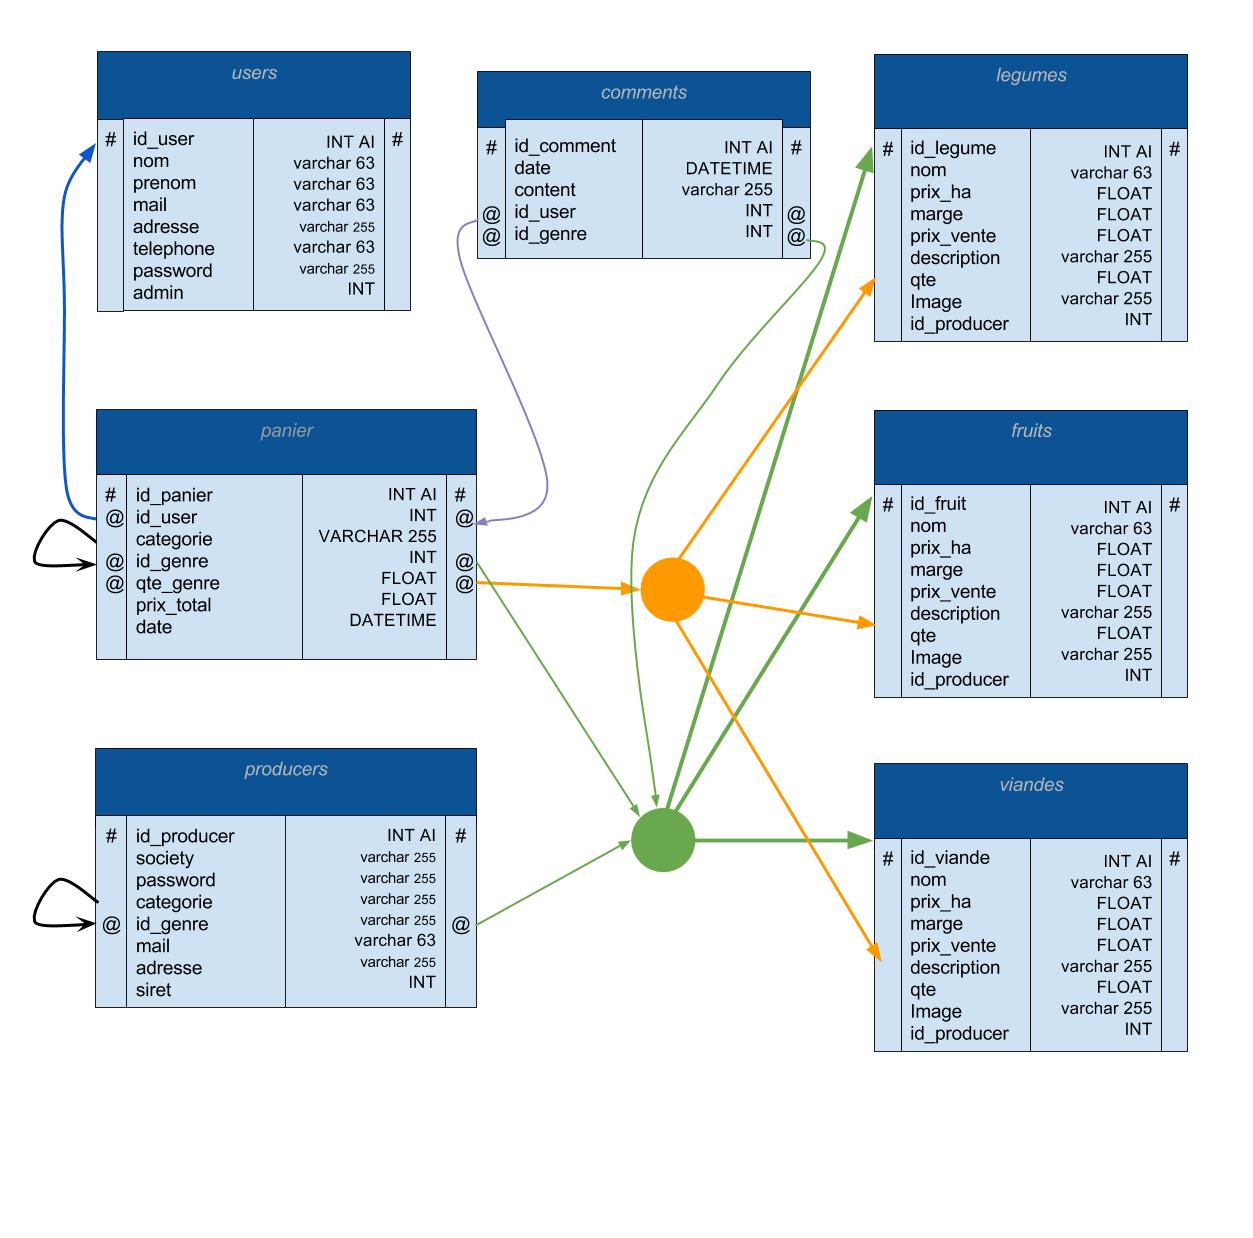 users
# id_user INT AI #
nom varchar 63
prenom varchar 63
mail varchar 63
adresse varchar 255
telephone varchar 63
password varchar 255
admin INT
comments
# id_comment INT AI #
date DATETIME
content varchar 255
@ id_user INT @
@ id_genre INT @
legumes
# id_legume INT AI #
nom varchar 63
prix_ha FLOAT
marge FLOAT
prix_vente FLOAT
description varchar 255
qte FLOAT
Image varchar 255
id_producer INT
panier
# id_panier INT AI #
@ id_user INT @
categorie VARCHAR 255
@ id_genre INT @
@ qte_genre FLOAT @
prix_total FLOAT
date DATETIME
fruits
# id_fruit INT AI #
nom varchar 63
prix_ha FLOAT
marge FLOAT
prix_vente FLOAT
description varchar 255
qte FLOAT
Image varchar 255
id_producer INT
producers
# id_producer INT AI #
society varchar 255
password varchar 255
categorie varchar 255
@ id_genre varchar 255 @
mail varchar 63
adresse varchar 255
siret INT
viandes
# id_viande INT AI #
nom varchar 63
prix_ha FLOAT
marge FLOAT
prix_vente FLOAT
description varchar 255
qte FLOAT
Image varchar 255
id_producer INT